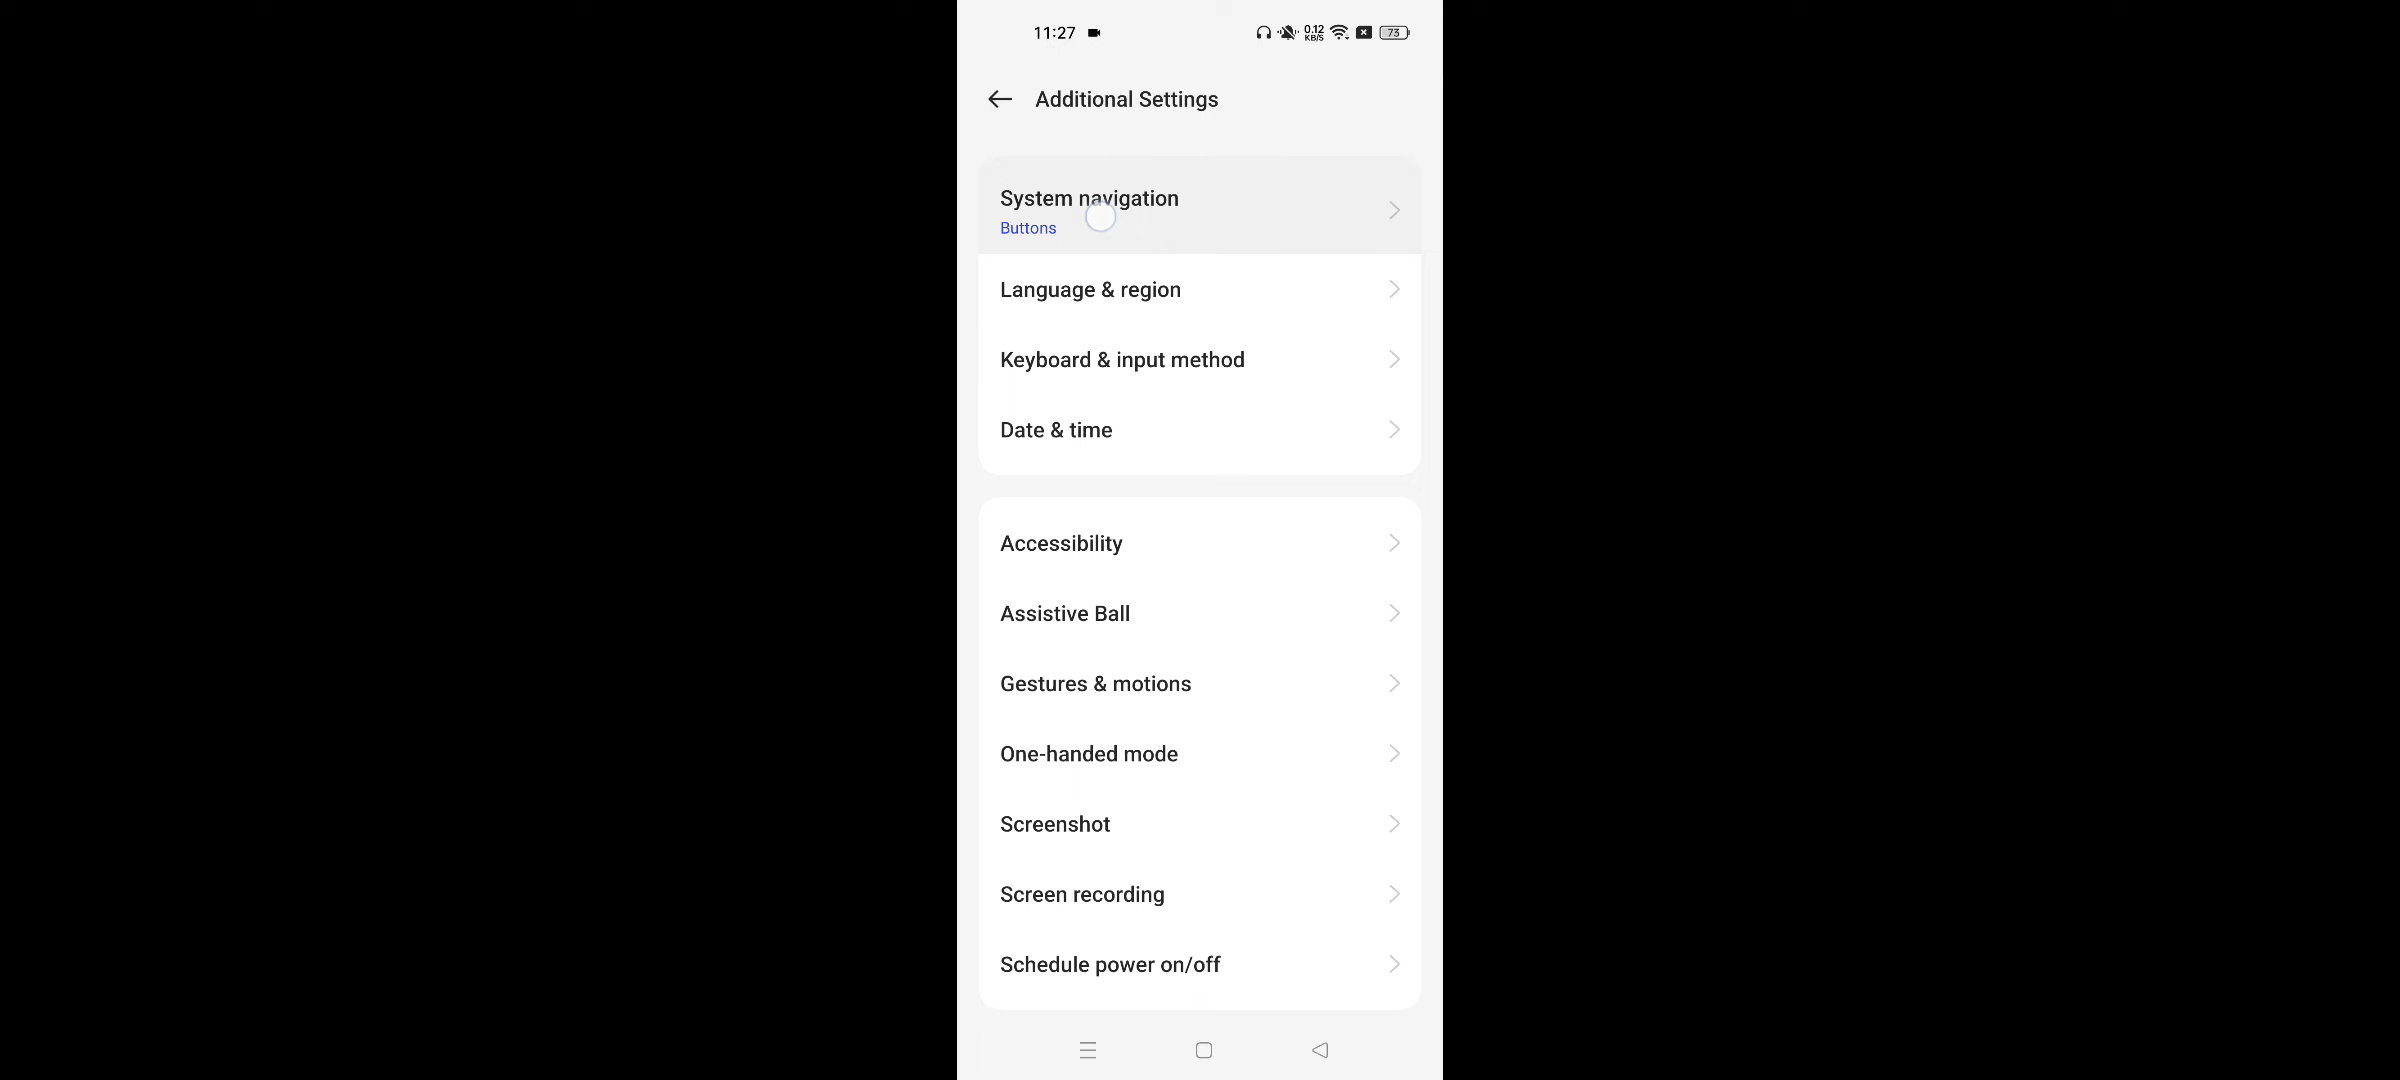 11:27
0.12
KB/S
73
Additional Settings
System navigation
Buttons
Language & region
Keyboard & input method
Date & time
Accessibility
Assistive Ball
Gestures & motions
One-handed mode
Screenshot
Screen recording
Schedule power on/off